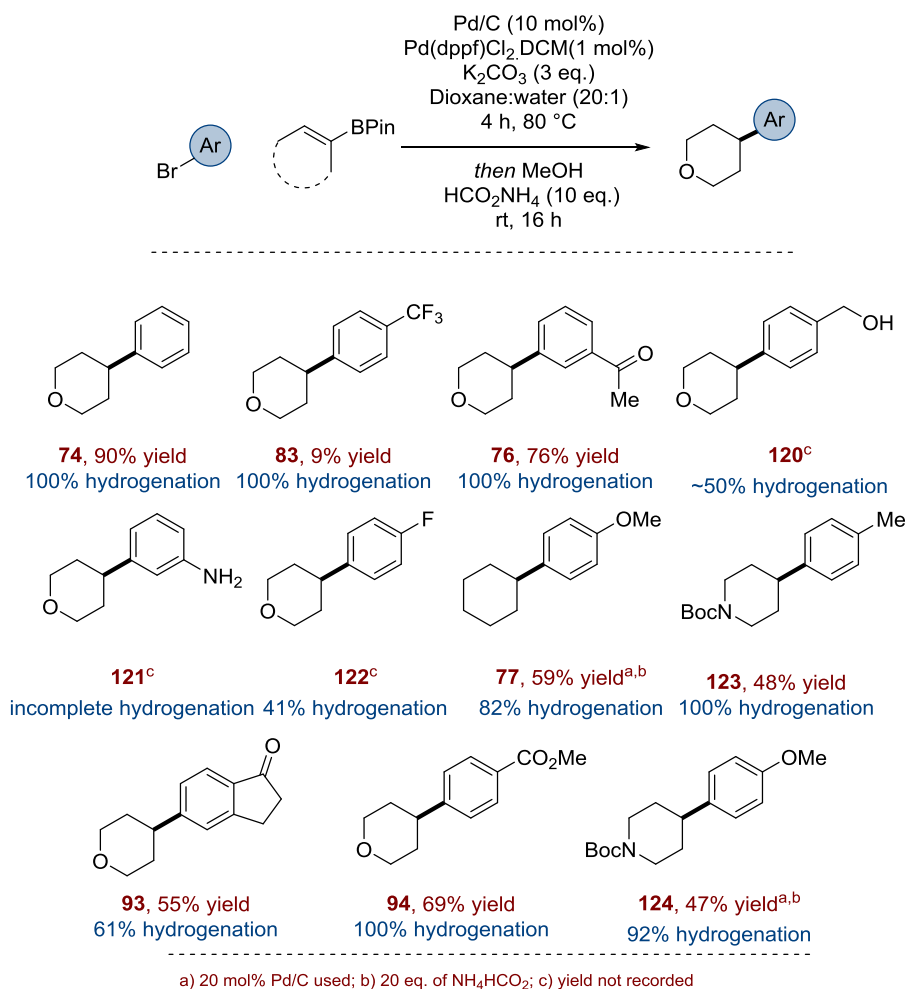 Pd/C (10 mol%)
Pd(dppf)Cl2.DCM(1 mol%)
K2CO3 (3 eq.)
Dioxane:water (20:1)
4 h, 80 °C
Br
Ar
BPin
then MeOH
HCO2NH4 (10 eq.)
rt, 16 h
Ar
O
O
74, 90% yield
100% hydrogenation
CF3
O
83, 9% yield
100% hydrogenation
O
Me
O
76, 76% yield
100% hydrogenation
OH
O
120c
~50% hydrogenation
NH2
O
121c
incomplete hydrogenation
F
O
122c
41% hydrogenation
OMe
77, 59% yielda,b
82% hydrogenation
Me
BocN
123, 48% yield
100% hydrogenation
O
O
93, 55% yield
61% hydrogenation
CO2Me
O
94, 69% yield
100% hydrogenation
OMe
BocN
124, 47% yielda,b
92% hydrogenation
a) 20 mol% Pd/C used; b) 20 eq. of NH4HCO2; c) yield not recorded